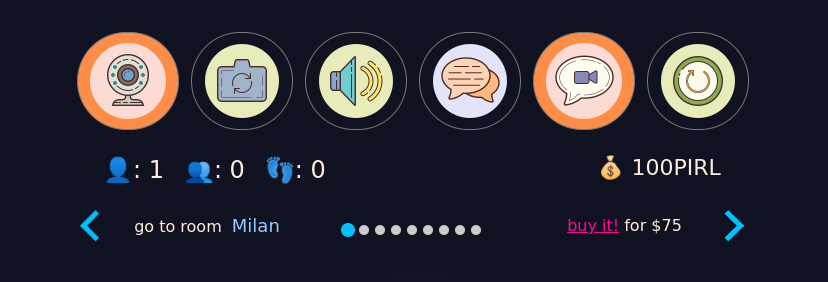 : 1 : 0 : 0 100PIRL
go to room Milan buy it! for $75